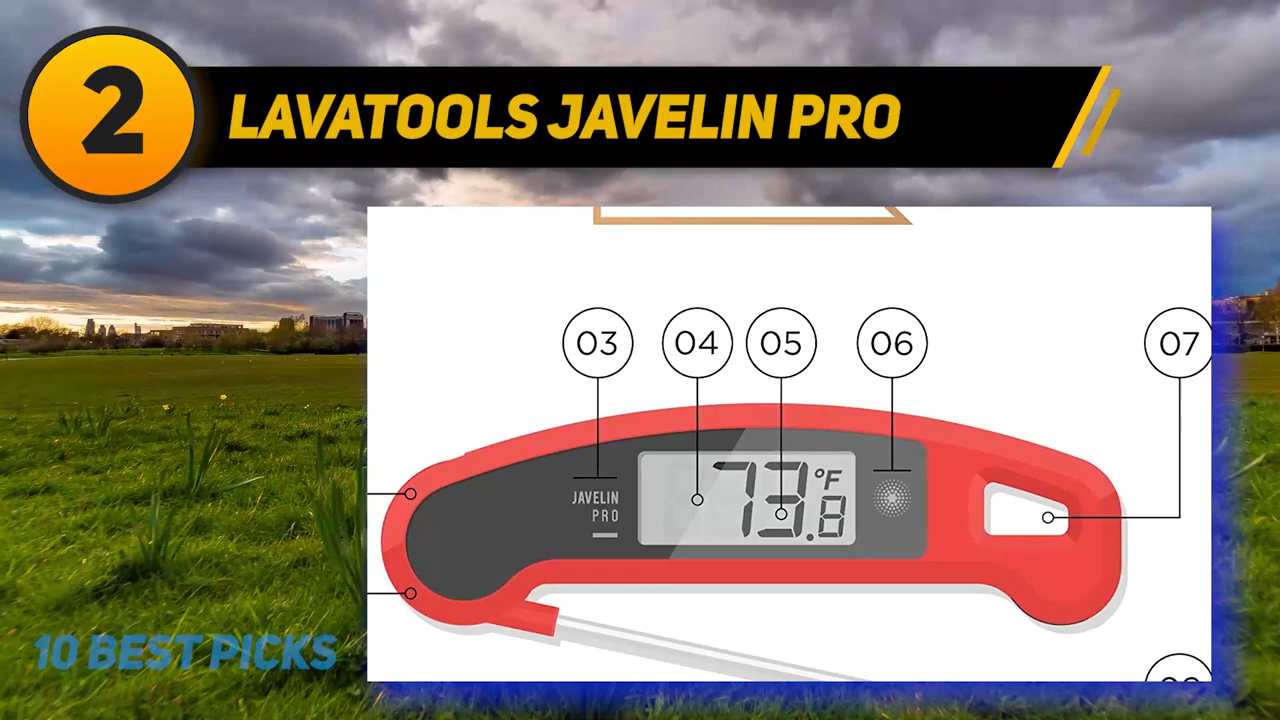 2
LAVATOOLS JAVELIN PRO
03
04
05
06
07
JAVELIN
PRO
73.8
°F
10 BEST PICKS